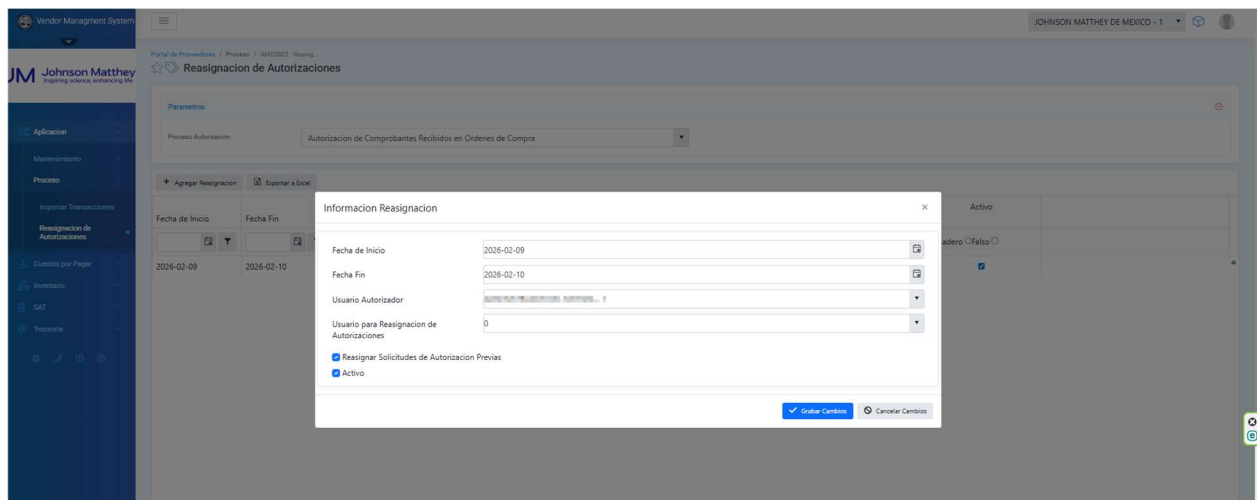 Vendor Managment System
JOHNSON MATTHEY DE MEXICO - 1
Portal de Proveedores / Proceso / AM03602 - Reasig...
Reasignacion de Autorizaciones
JM Johnson Matthey
Inspiring science, enhancing life
Parametros
Proceso Autorizacion
Autorizacion de Comprobantes Recibidos en Ordenes de Compra
Aplicacion
Mantenimiento
Proceso
Importar Transacciones
Reasignacion de
Autorizaciones
Cuentas por Pagar
Inventario
SAT
Tesoreria
+ Agregar Reasignacion
Exportar a Excel
Fecha de Inicio
Fecha Fin
Activo
Falso
2026-02-09
2026-02-10
Informacion Reasignacion
×
Fecha de Inicio
2026-02-09
Fecha Fin
2026-02-10
Usuario Autorizador
Usuario para Reasignacion de
Autorizaciones
0
Reasignar Solicitudes de Autorizacion Previas
Activo
Grabar Cambios
Cancelar Cambios